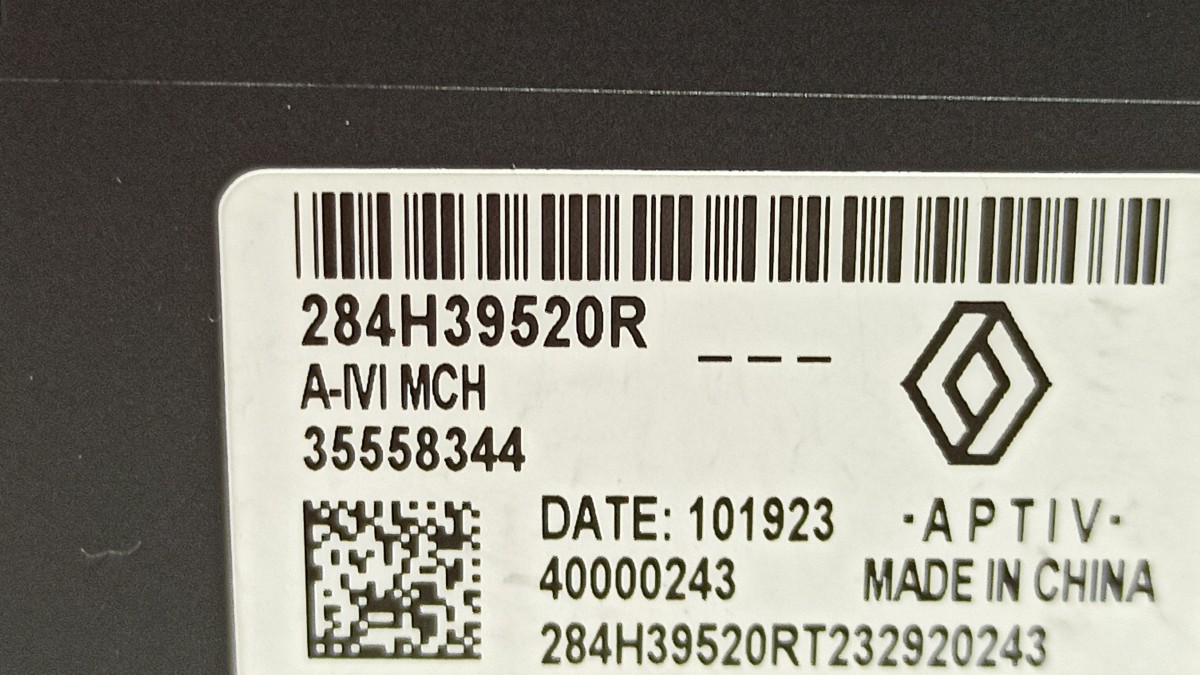 284H39520R
---
A-IVI MCH
35558344
DATE: 101923
·APTIV·
40000243
MADE IN CHINA
284H39520RT232920243